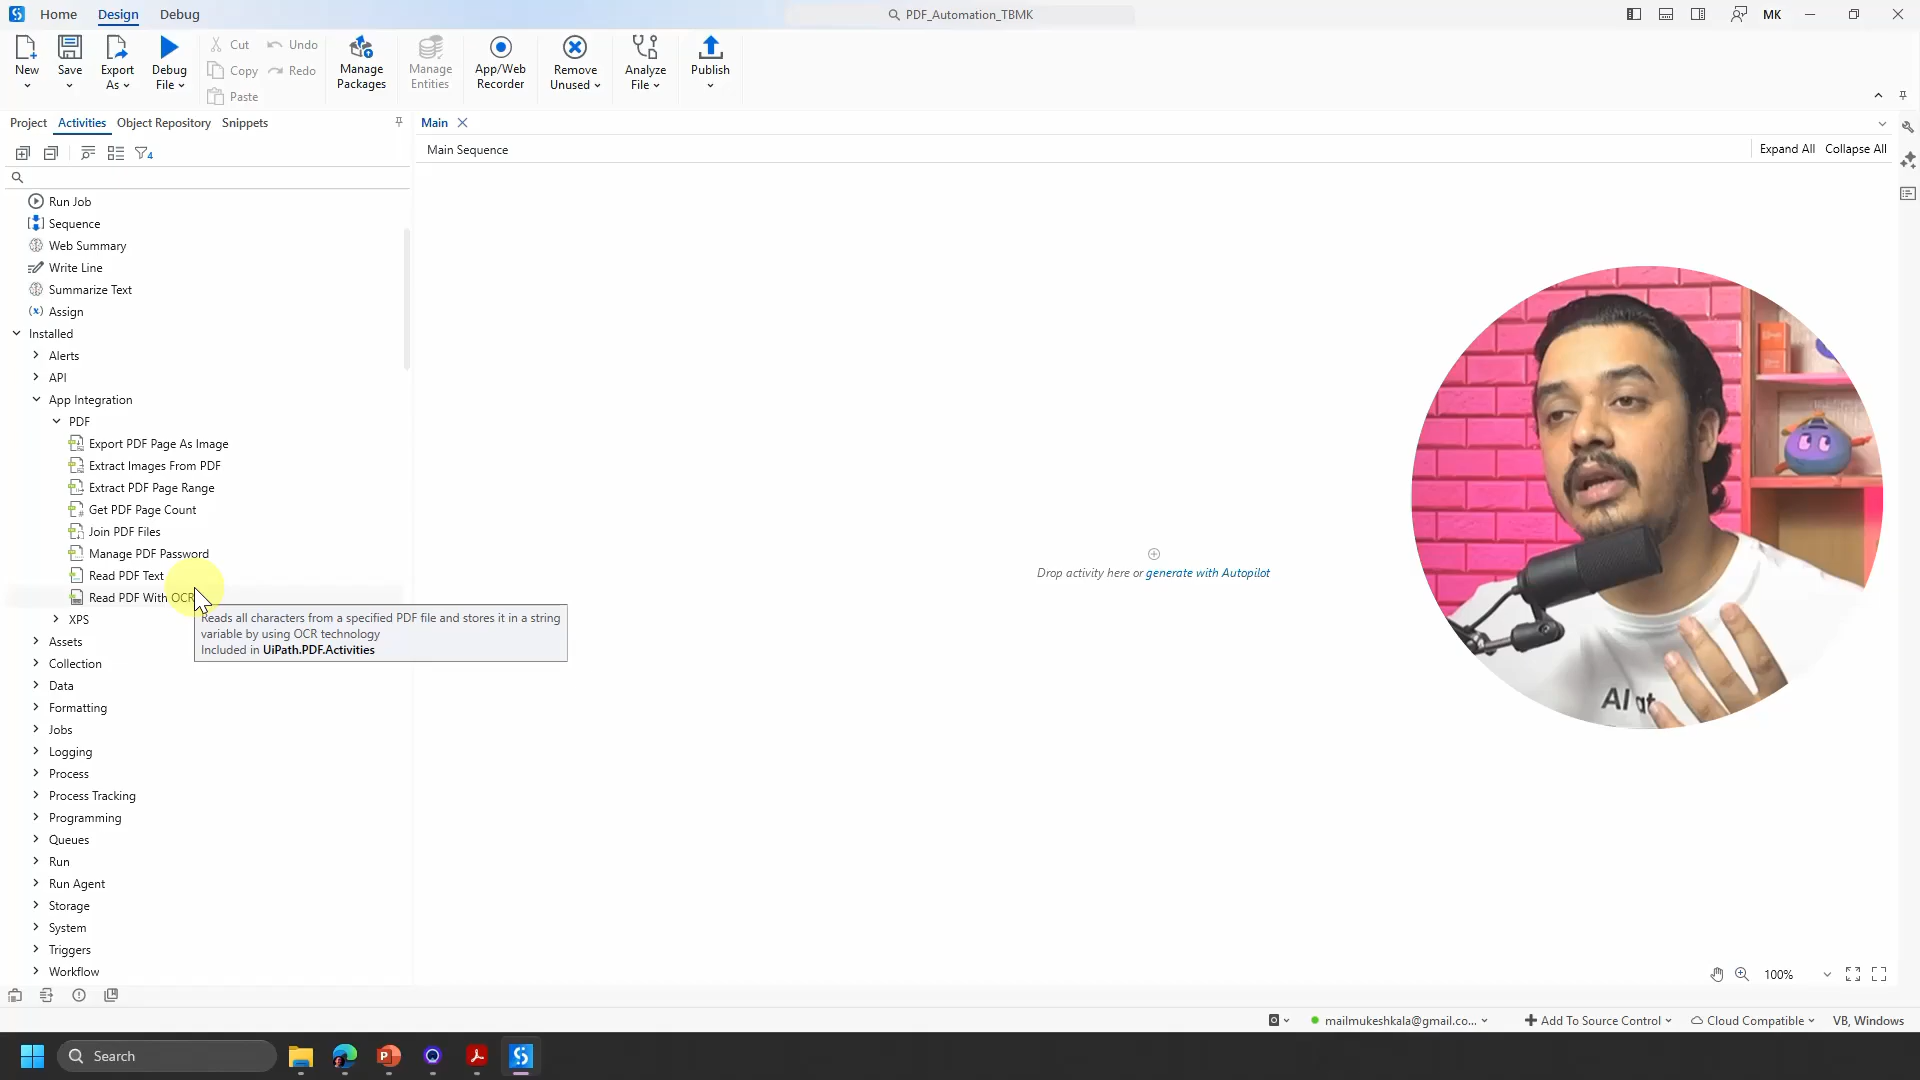 Home
Design
Debug
PDF_Automation_TBMK
MK
New
Save
Export As
Debug File
Cut
Copy
Paste
Undo
Redo
Manage Packages
Manage Entities
App/Web Recorder
Remove Unused
Analyze File
Publish
Project
Activities
Object Repository
Snippets
Main
4
Main Sequence
Expand All
Collapse All
Run Job
Sequence
Web Summary
Write Line
Summarize Text
Assign
Installed
Alerts
API
App Integration
PDF
Export PDF Page As Image
Extract Images From PDF
Extract PDF Page Range
Get PDF Page Count
Join PDF Files
Manage PDF Password
Read PDF Text
Read PDF With OCR
XPS
Reads all characters from a specified PDF file and stores it in a string
variable by using OCR technology
Included in UiPath.PDF.Activities
Assets
Collection
Data
Formatting
Jobs
Logging
Process
Process Tracking
Programming
Queues
Run
Run Agent
Storage
System
Triggers
Workflow
Drop activity here or generate with Autopilot
AI at
100%
mailmukeshkala@gmail.co...
Add To Source Control
Cloud Compatible
VB, Windows
Search